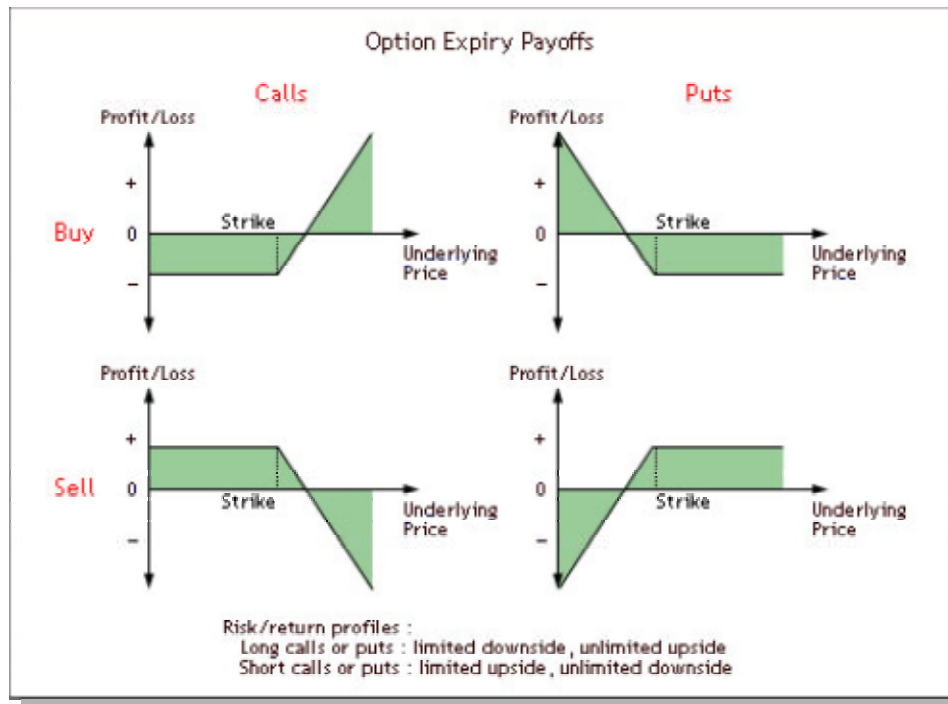 Option Expiry Payoffs
Calls
Puts
Profit/Loss
Profit/Loss
+
+
Buy
0
Strike
0
Strike
Underlying
Price
Underlying
Price
–
–
Profit/Loss
Profit/Loss
+
+
Sell
0
Strike
0
Strike
Underlying
Price
Underlying
Price
–
–
Risk/return profiles :
Long calls or puts : limited downside, unlimited upside
Short calls or puts : limited upside, unlimited downside